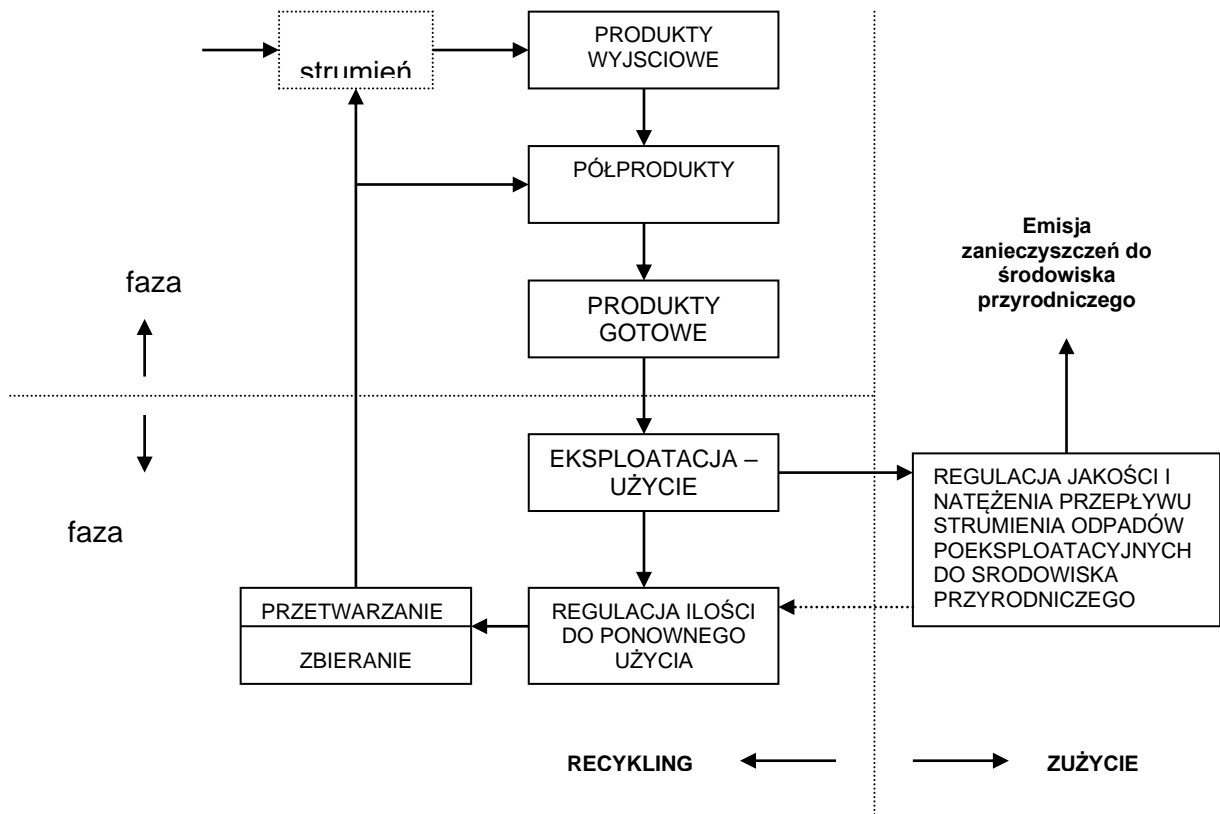 PRODUKTY
WYJSCIOWE
strumień
PÓŁPRODUKTY
Emisja
zanieczyszczeń do
środowiska
przyrodniczego
faza
PRODUKTY
GOTOWE
EKSPLOATACJA –
UŻYCIE
REGULACJA JAKOŚCI I
NATĘŻENIA PRZEPŁYWU
STRUMIENIA ODPADÓW
POEKSPLOATACYJNYCH
DO SRODOWISKA
PRZYRODNICZEGO
faza
PRZETWARZANIE
ZBIERANIE
REGULACJA ILOŚCI
DO PONOWNEGO
UŻYCIA
RECYKLING
ZUŻYCIE